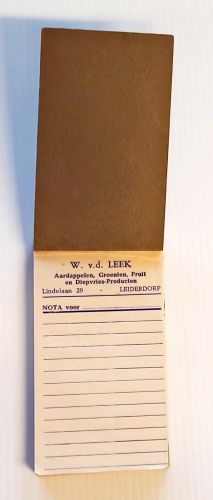 W. v.d. LEEK
Aardappelen, Groenten, Fruit
en Diepvries-Producten
Lindelaan 29 - LEIDERDORP
NOTA voor